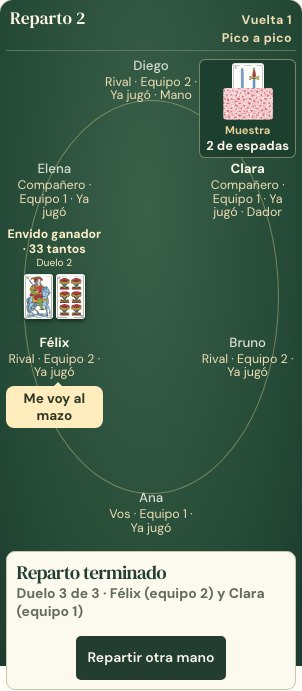 Reparto 2
Vuelta 1
Pico a pico
Diego
Rival · Equipo 2 ·
Ya jugó · Mano
Muestra
2 de espadas
Elena
Compañero ·
Equipo 1 · Ya
jugó
Clara
Compañero ·
Equipo 1 · Ya
jugó · Dador
Envido ganador
· 33 tantos
Duelo 2
Félix
Rival · Equipo 2 ·
Ya jugó
Bruno
Rival · Equipo 2 ·
Ya jugó
Me voy al
mazo
Ana
Vos · Equipo 1 ·
Ya jugó
Reparto terminado
Duelo 3 de 3 · Félix (equipo 2) y Clara
(equipo 1)
Repartir otra mano